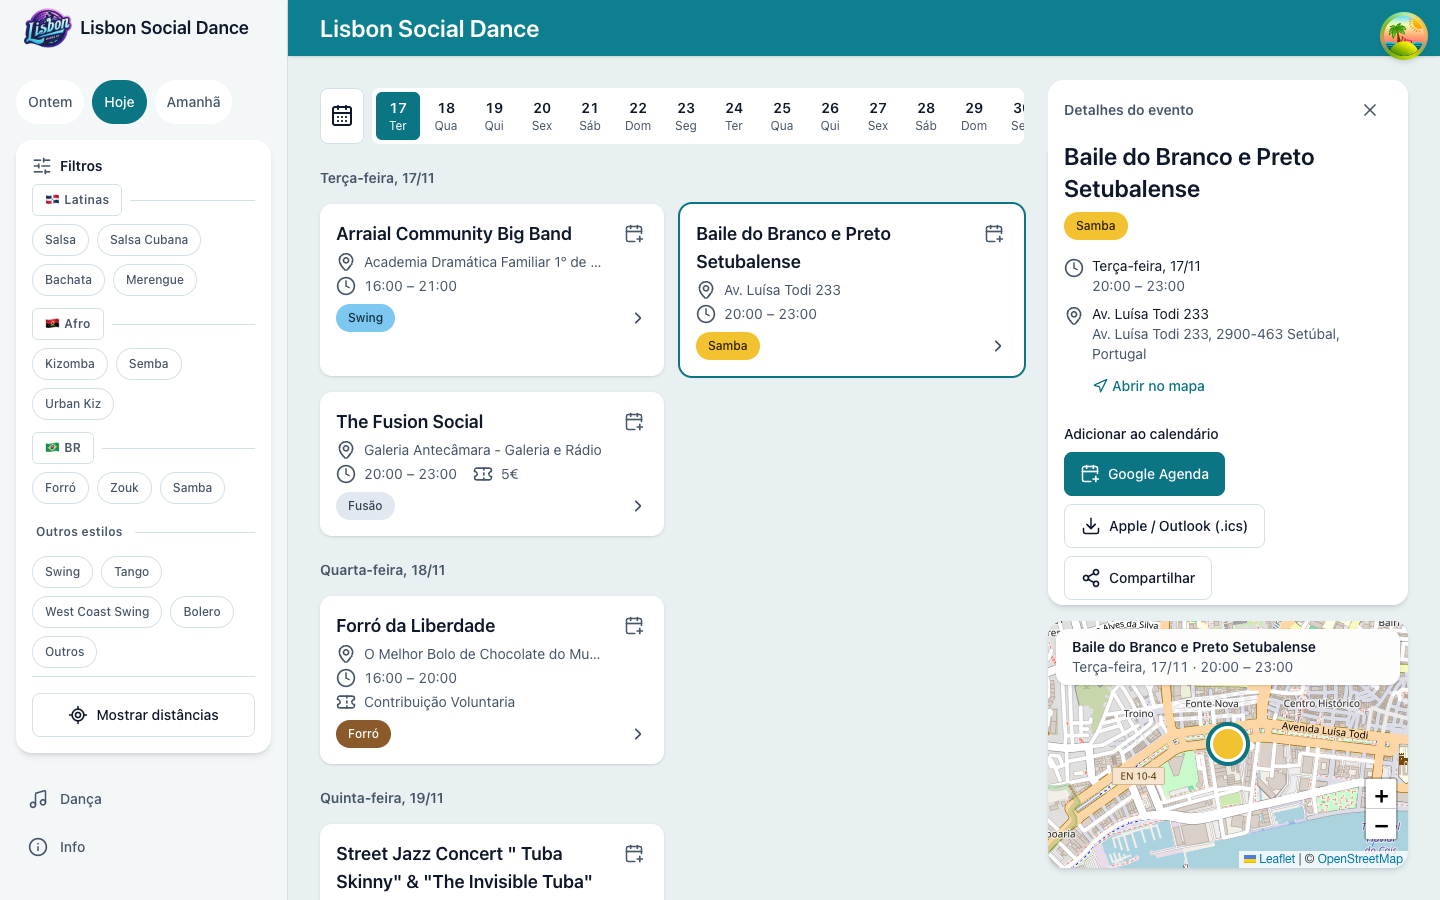 Lisbon
Lisbon Social Dance
Ontem
Hoje
Amanhã
Filtros
Latinas
Salsa
Salsa Cubana
Bachata
Merengue
Afro
Kizomba
Semba
Urban Kiz
BR
Forró
Zouk
Samba
Outros estilos
Swing
Tango
West Coast Swing
Bolero
Outros
Mostrar distâncias
Dança
Info
Lisbon Social Dance
17 18 19 20 21 22 23 24 25 26 27 28 29
Ter Qua Qui Sex Sáb Dom Seg Ter Qua Qui Sex Sáb Dom
Terça-feira, 17/11
Arraial Community Big Band
Academia Dramática Familiar 1º de ...
16:00 – 21:00
Swing
Baile do Branco e Preto
Setubalense
Av. Luísa Todi 233
20:00 – 23:00
Samba
The Fusion Social
Galeria Antecâmara - Galeria e Rádio
20:00 – 23:00 5€
Fusão
Quarta-feira, 18/11
Forró da Liberdade
O Melhor Bolo de Chocolate do Mu...
16:00 – 20:00
Contribuição Voluntaria
Forró
Quinta-feira, 19/11
Street Jazz Concert " Tuba
Skinny" & "The Invisible Tuba"
Detalhes do evento
Baile do Branco e Preto
Setubalense
Samba
Terça-feira, 17/11
20:00 – 23:00
Av. Luísa Todi 233
Av. Luísa Todi 233, 2900-463 Setúbal,
Portugal
Abrir no mapa
Adicionar ao calendário
Google Agenda
Apple / Outlook (.ics)
Compartilhar
Baile do Branco e Preto Setubalense
Terça-feira, 17/11 · 20:00 – 23:00
Fonte Nova
Centro Histórico
Troino
Avenida Luísa Todi
EN 10-4
+
−
Leaflet | © OpenStreetMap